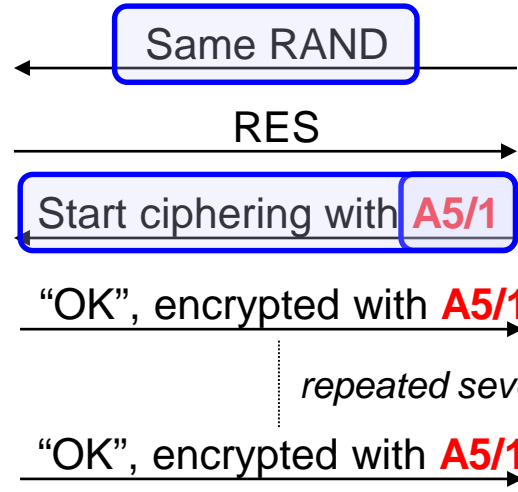 Same RAND
RES
Start ciphering with A5/1
“OK”, encrypted with A5/1
repeated
“OK”, encrypted with A5/1